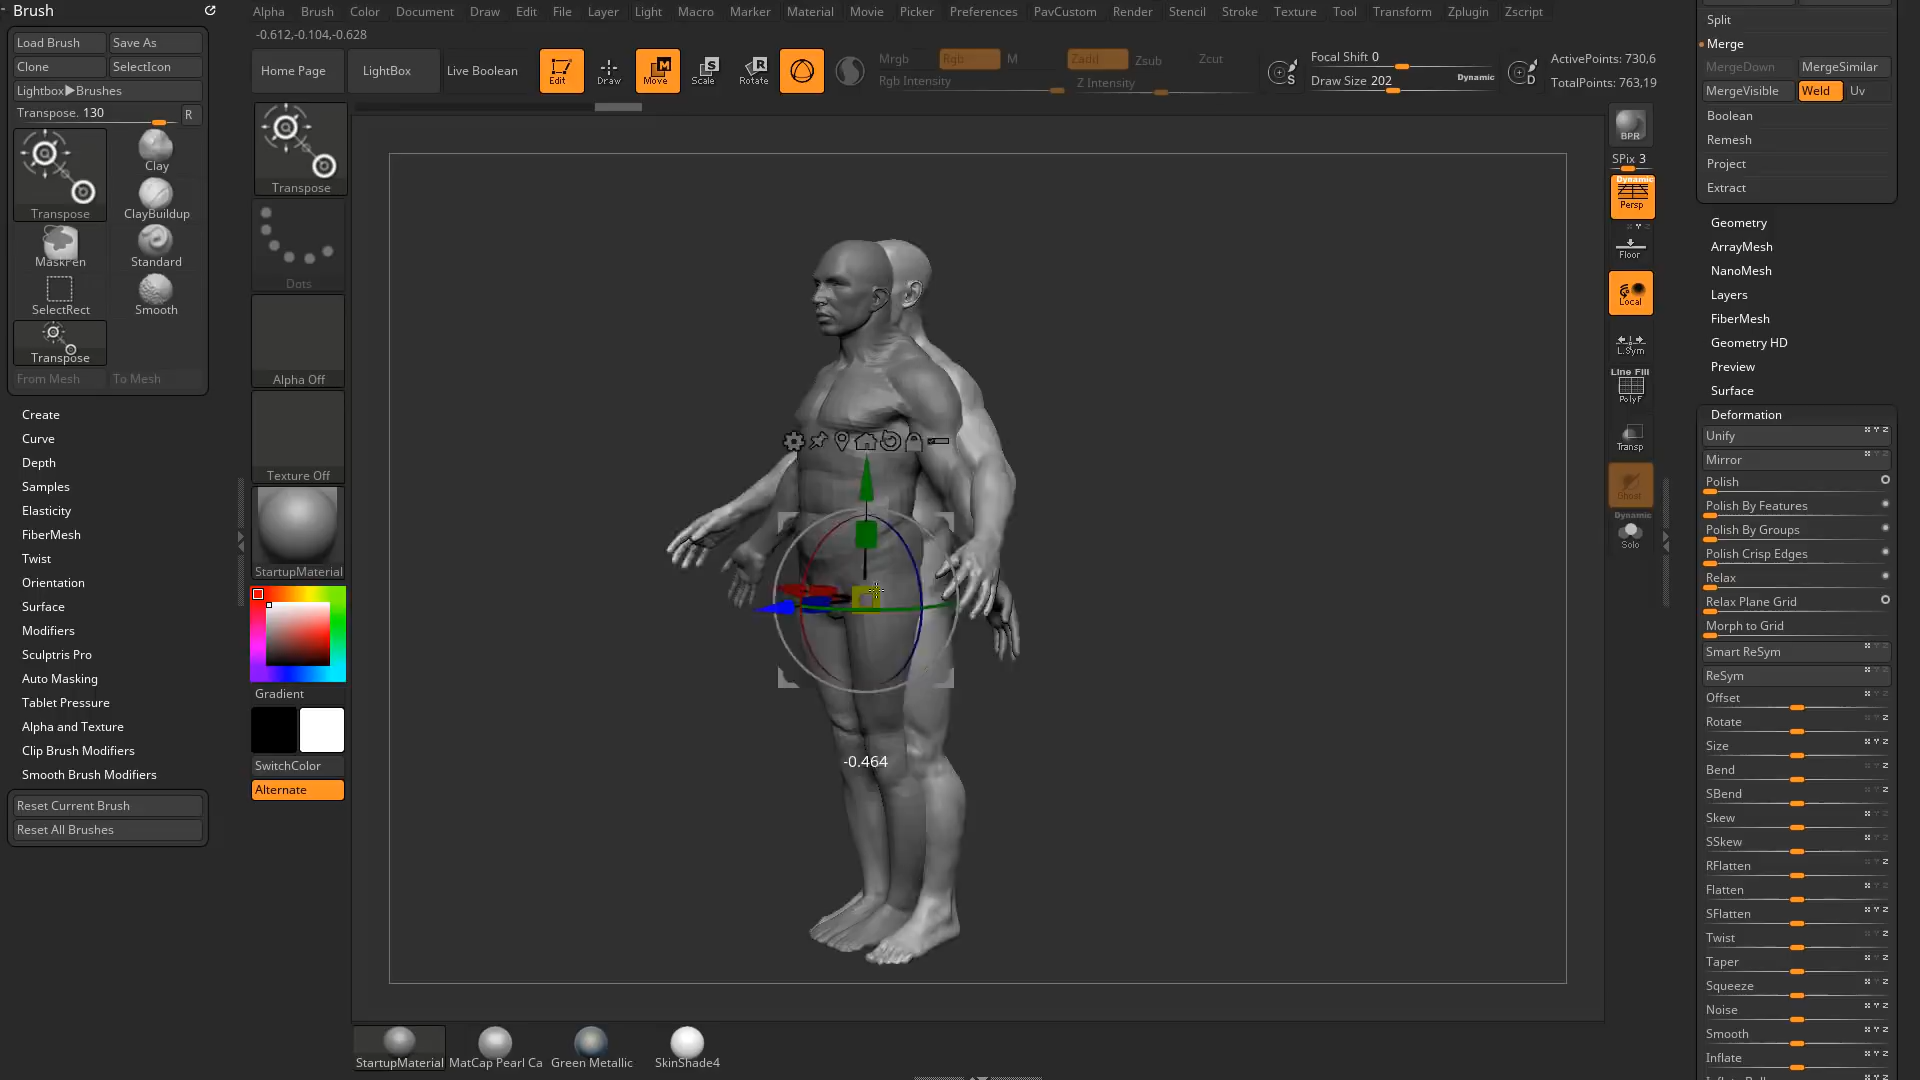 Brush
Load Brush
Save As
Clone
SelectIcon
Lightbox▶Brushes
Transpose. 130
R
Transpose
Clay
ClayBuildup
MaskPen
Standard
SelectRect
Smooth
Transpose
From Mesh
To Mesh
Create
Curve
Depth
Samples
Elasticity
FiberMesh
Twist
Orientation
Surface
Modifiers
Sculptris Pro
Auto Masking
Tablet Pressure
Alpha and Texture
Clip Brush Modifiers
Smooth Brush Modifiers
Reset Current Brush
Reset All Brushes
Alpha Brush Color Document Draw Edit File Layer Light Macro Marker Material Movie Picker Preferences PavCustom Render Stencil Stroke Texture Tool Transform Zplugin Zscript
-0.612,-0.104,-0.628
Home Page
LightBox
Live Boolean
Edit
Draw
Move
Scale
Rotate
Mrgb
Rgb
M
Rgb Intensity
Zadd
Zsub
Zcut
Z Intensity
Focal Shift 0
Draw Size 202
Dynamic
ActivePoints: 730,6
TotalPoints: 763,19
Transpose
Dots
Alpha Off
Texture Off
StartupMaterial
Gradient
SwitchColor
Alternate
-0.464
StartupMaterial
MatCap Pearl Ca
Green Metallic
SkinShade4
BPR
SPix 3
Dynamic
Persp
Floor
Local
L.Sym
Line Fill
PolyF
Transp
Ghost
Dynamic
Solo
Split
Merge
MergeDown
MergeSimilar
MergeVisible
Weld
Uv
Boolean
Remesh
Project
Extract
Geometry
ArrayMesh
NanoMesh
Layers
FiberMesh
Geometry HD
Preview
Surface
Deformation
Unify
Mirror
Polish
Polish By Features
Polish By Groups
Polish Crisp Edges
Relax
Relax Plane Grid
Morph to Grid
Smart ReSym
ReSym
Offset
Rotate
Size
Bend
SBend
Skew
SSkew
RFlatten
Flatten
SFlatten
Twist
Taper
Squeeze
Noise
Smooth
Inflate